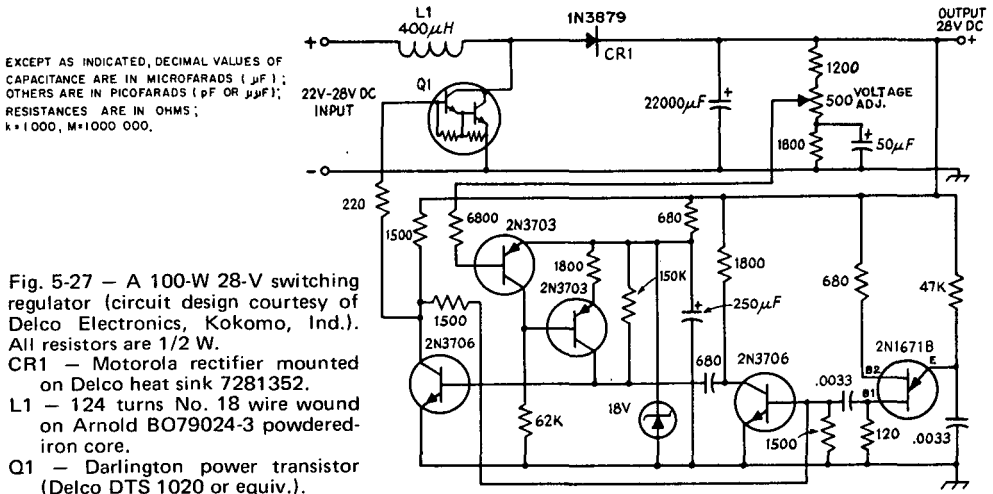 L1
400μH
1N3879
CR1
OUTPUT
28V DC
+
+
EXCEPT AS INDICATED, DECIMAL VALUES OF
CAPACITANCE ARE IN MICROFARADS ( μF ) ;
OTHERS ARE IN PICOFARADS ( pF OR μμF);
RESISTANCES ARE IN OHMS ;
k=1000, M=1000 000.
Q1
22V-28V DC
INPUT
-
22000μF
+
1200
500
VOLTAGE
ADJ.
1800
+
50μF
220
1500
6800
2N3703
680
1800
150K
1800
680
47K
2N3703
+
250μF
1500
2N3706
680
2N3706
.0033
2N1671B
B2
E
B1
62K
18V
1500
120
.0033
Fig. 5-27 — A 100-W 28-V switching
regulator (circuit design courtesy of
Delco Electronics, Kokomo, Ind.).
All resistors are 1/2 W.
CR1 — Motorola rectifier mounted
on Delco heat sink 7281352.
L1 — 124 turns No. 18 wire wound
on Arnold BO79024-3 powdered-
iron core.
Q1 — Darlington power transistor
(Delco DTS 1020 or equiv.).